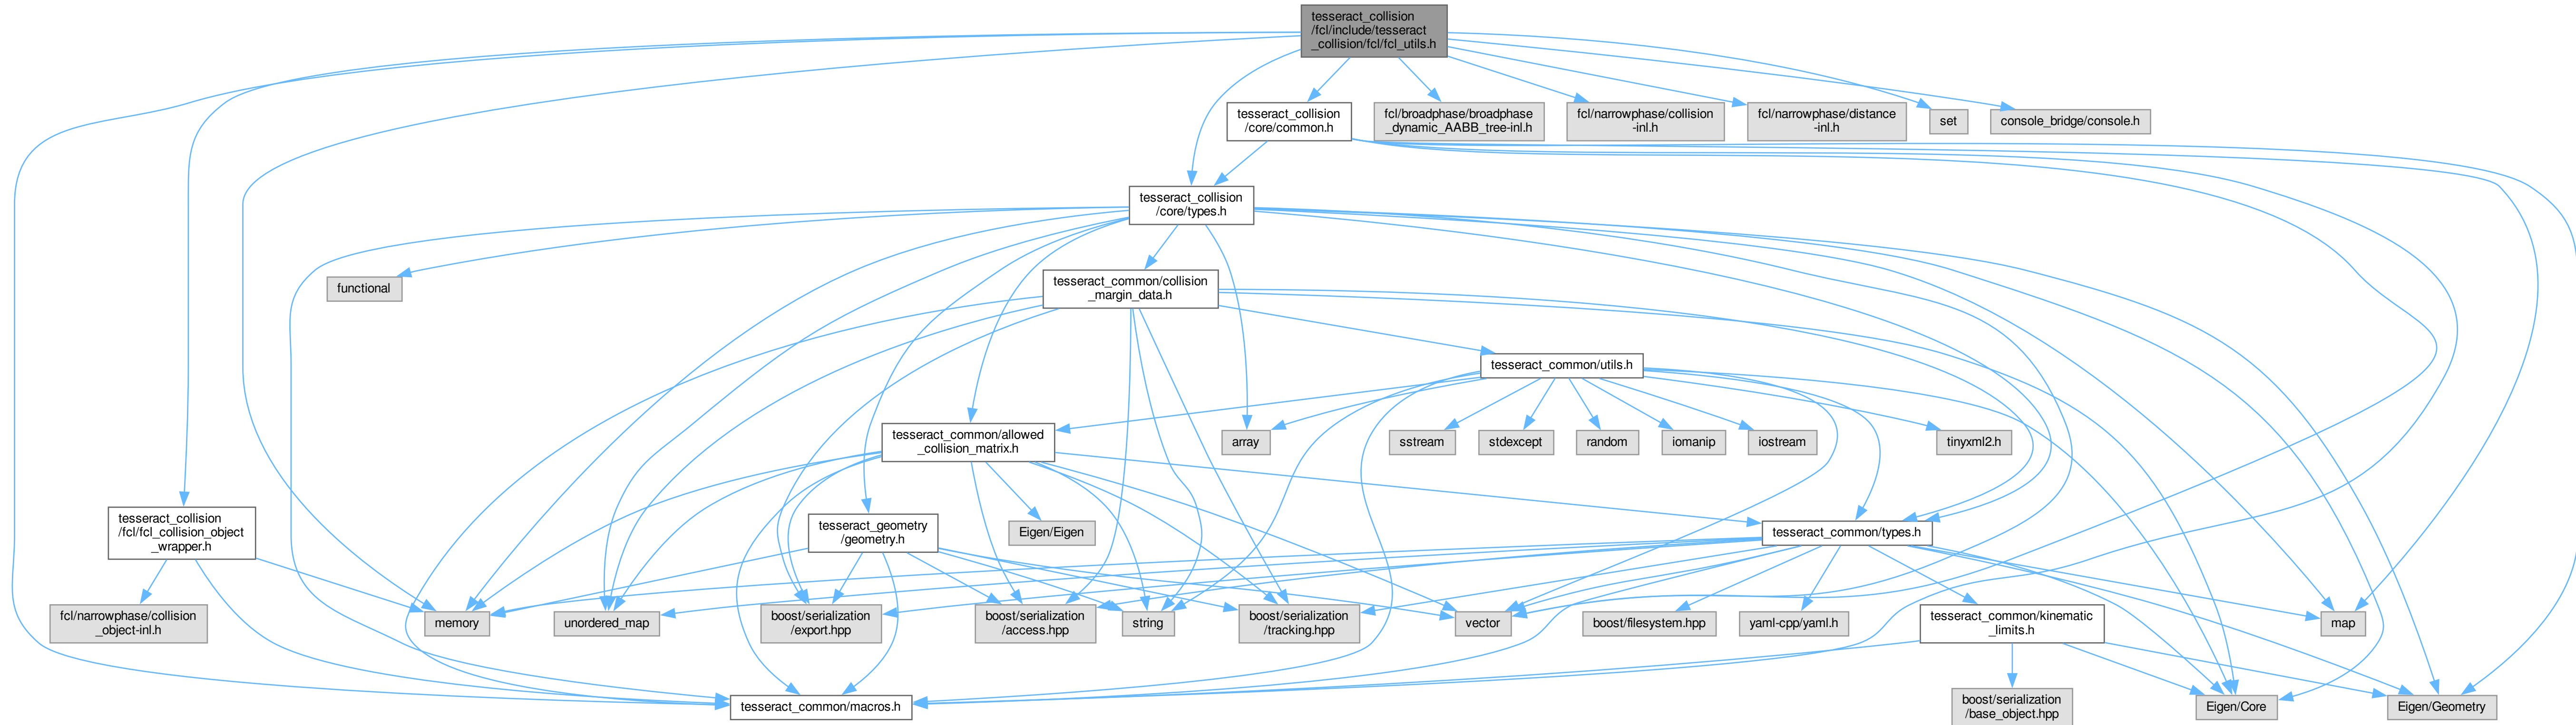 tesseract_collision
/fcl/include/tesseract
_collision/fcl/fcl_utils.h
tesseract_collision
/core/common.h
fcl/broadphase/broadphase
_dynamic_AABB_tree-inl.h
fcl/narrowphase/collision
-inl.h
fcl/narrowphase/distance
-inl.h
set
console_bridge/console.h
tesseract_collision
/core/types.h
functional
tesseract_common/collision
_margin_data.h
tesseract_common/utils.h
tesseract_common/allowed
_collision_matrix.h
array
sstream
stdexcept
random
iomanip
iostream
tinyxml2.h
tesseract_collision
/fcl/fcl_collision_object
_wrapper.h
tesseract_geometry
/geometry.h
Eigen/Eigen
tesseract_common/types.h
fcl/narrowphase/collision
_object-inl.h
memory
unordered_map
boost/serialization
/export.hpp
boost/serialization
/access.hpp
string
boost/serialization
/tracking.hpp
vector
boost/filesystem.hpp
yaml-cpp/yaml.h
tesseract_common/kinematic
_limits.h
map
tesseract_common/macros.h
boost/serialization
/base_object.hpp
Eigen/Core
Eigen/Geometry